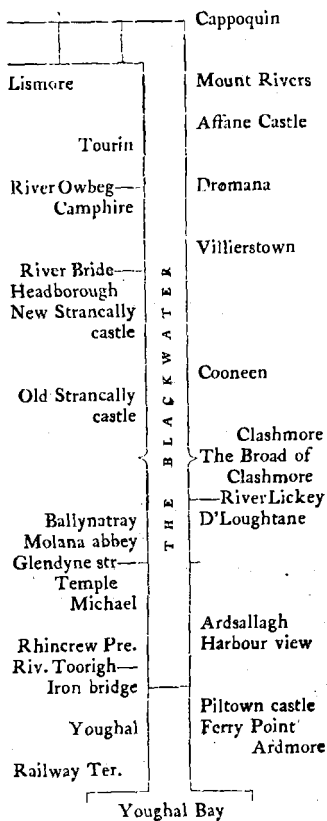 Cappoquin
Lismore
Mount Rivers
Affane Castle
Tourin
River Owbeg
Camphire
Dromana
Villierstown
River Bride
Headborough
New Strancally
castle
THE BLACKWATER
Cooneen
Old Strancally
castle
Clashmore
The Broad of
Clashmore
River Lickey
D'Loughtane
Ballynatray
Molana abbey
Glendyne str
Temple
Michael
Ardsallagh
Harbour view
Rhincrew Pre.
Riv. Toorigh
Iron bridge
Piltown castle
Ferry Point
Ardmore
Youghal
Railway Ter.
Youghal Bay